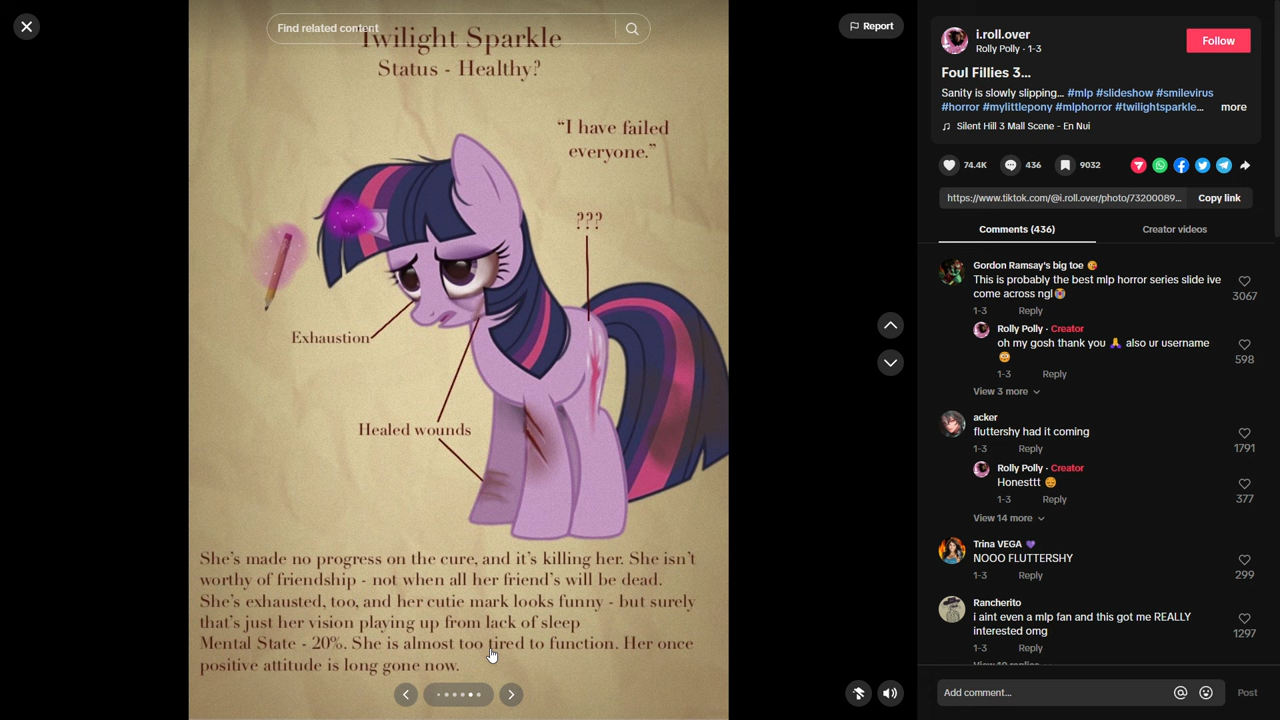 Find related content
Report
Twilight Sparkle
Status - Healthy?
“I have failed
everyone.”
???
Exhaustion
Healed wounds
She’s made no progress on the cure, and it’s killing her. She isn’t
worthy of friendship - not when all her friend’s will be dead.
She’s exhausted, too, and her cutie mark looks funny - but surely
that’s just her vision playing up from lack of sleep
Mental State - 20%. She is almost too tired to function. Her once
positive attitude is long gone now.
i.roll.over
Rolly Polly · 1-3
Follow
Foul Fillies 3...
Sanity is slowly slipping... #mlp #slideshow #smilevirus
#horror #mylittlepony #mlphorror #twilightsparkle... more
Silent Hill 3 Mall Scene - En Nui
74.4K 436 9032
https://www.tiktok.com/@i.roll.over/photo/73200089... Copy link
Comments (436) Creator videos
Gordon Ramsay's big toe 😘
This is probably the best mlp horror series slide ive
come across ngl😭
3067
1-3 Reply
Rolly Polly · Creator
oh my gosh thank you 🙏 also ur username
😳
598
1-3 Reply
View 3 more
acker
fluttershy had it coming
1791
1-3 Reply
Rolly Polly · Creator
Honesttt
377
1-3 Reply
View 14 more
Trina VEGA 💜
NOOO FLUTTERSHY
299
1-3 Reply
Rancherito
i aint even a mlp fan and this got me REALLY
interested omg
1297
1-3 Reply
View 10 replies
Add comment... Post